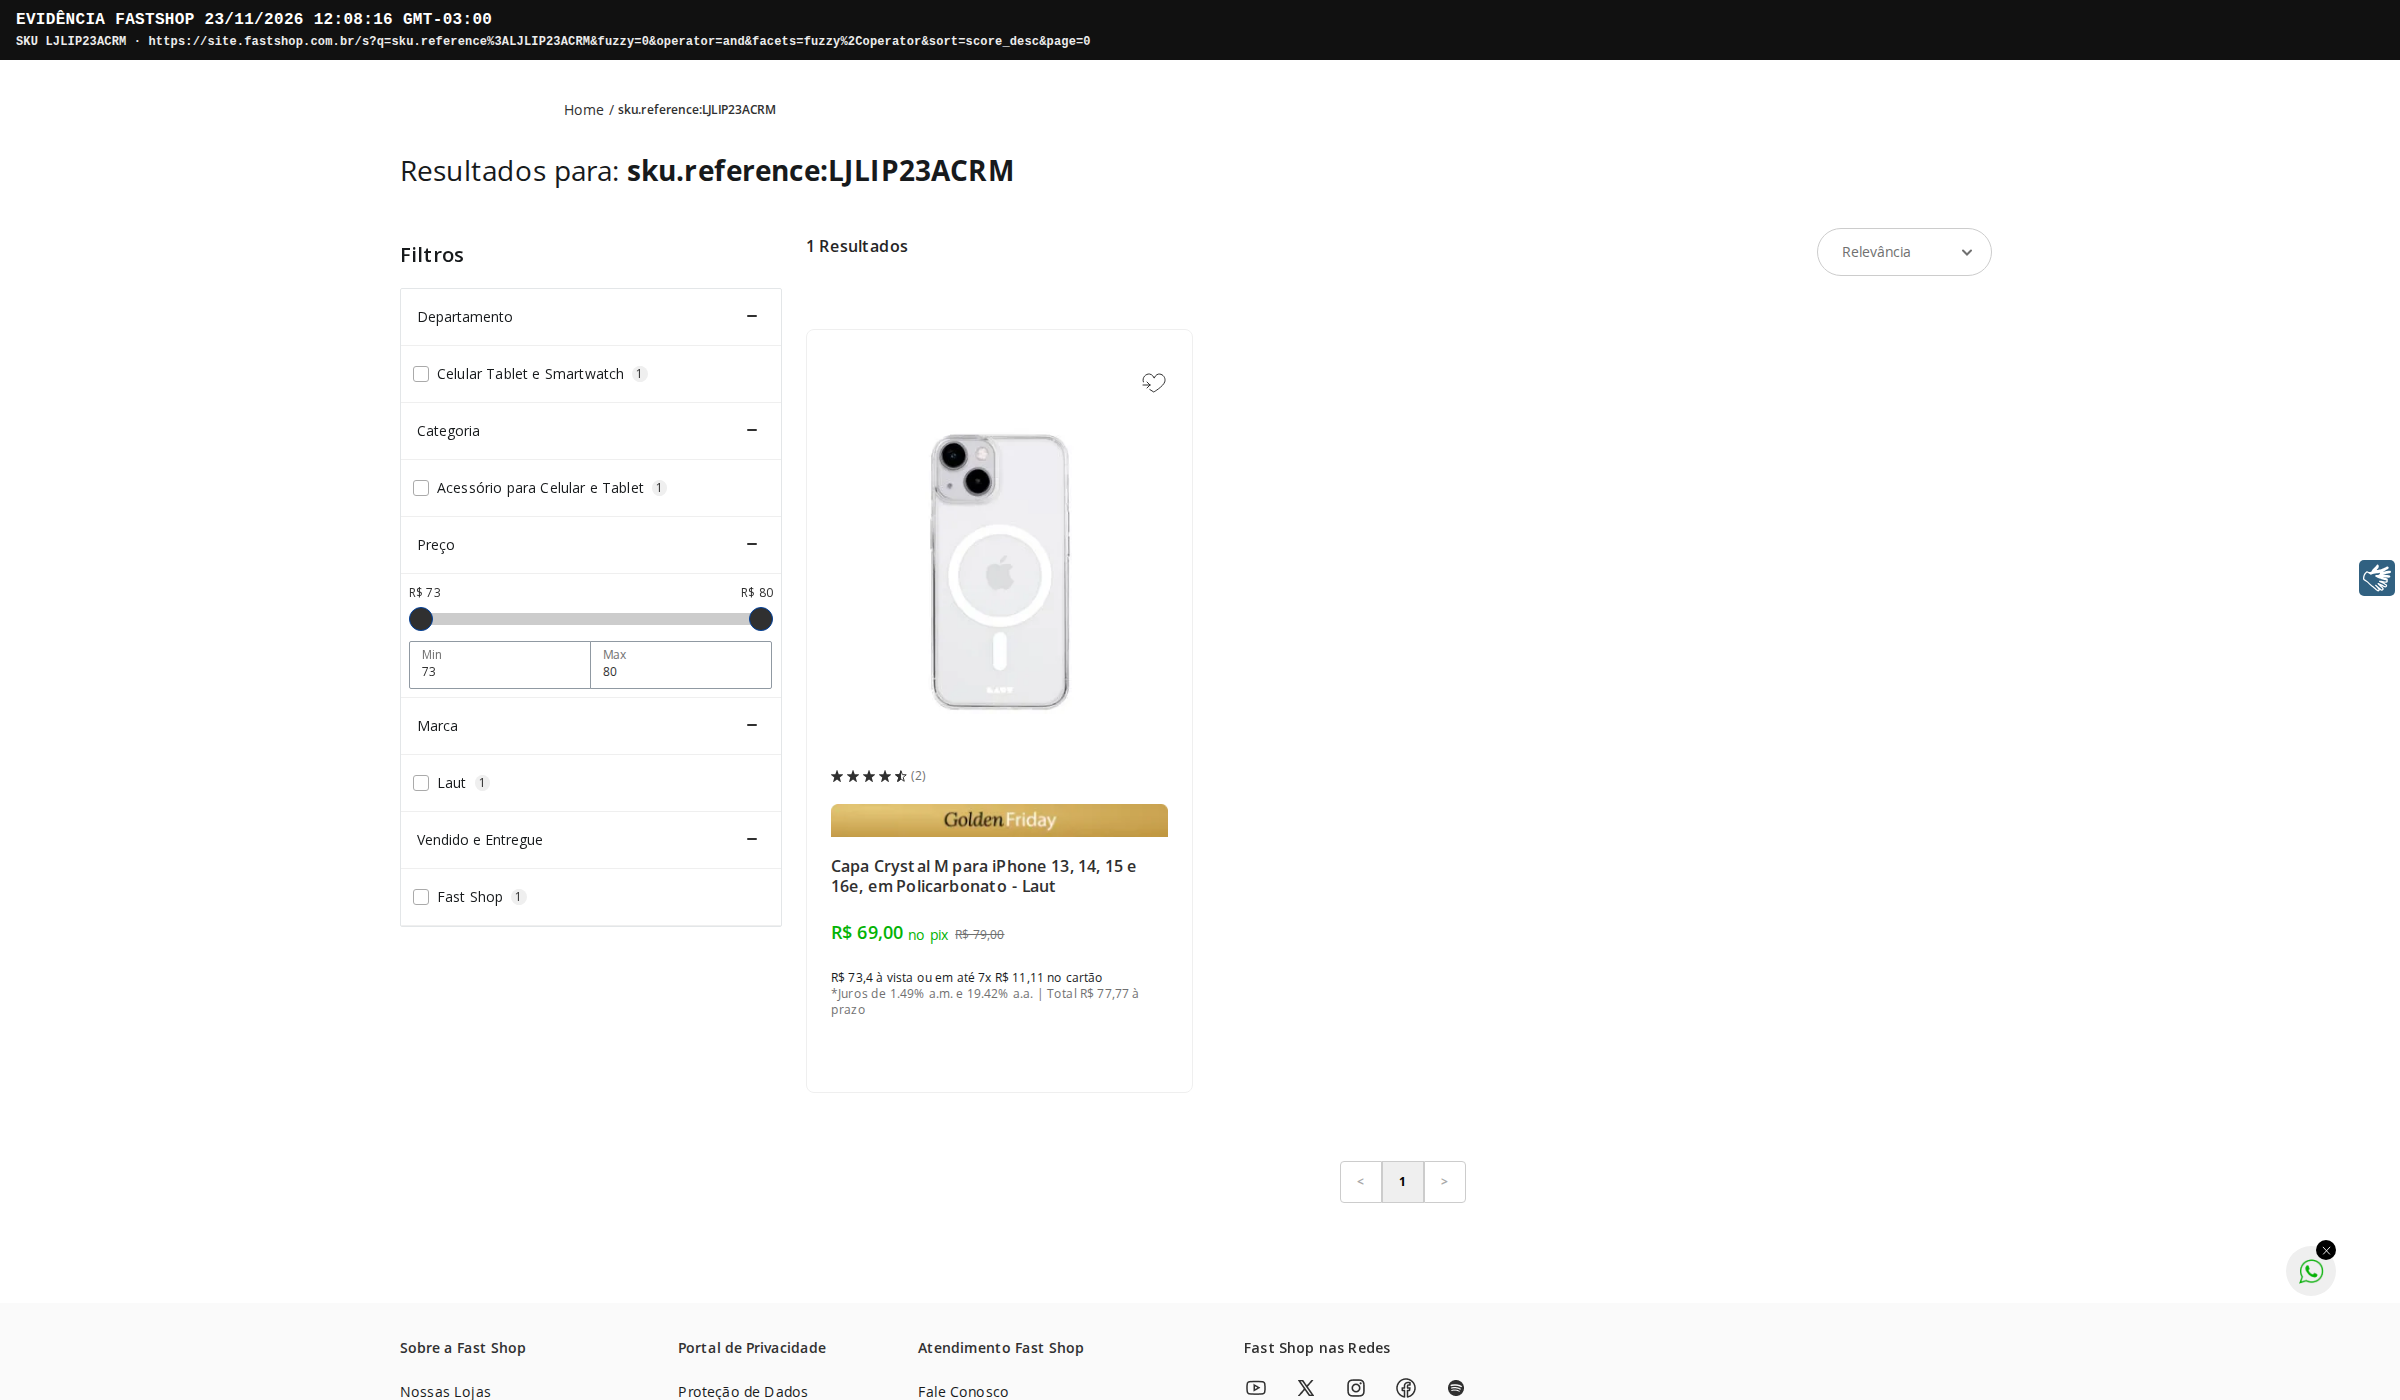 EVIDÊNCIA FASTSHOP 23/11/2026 12:08:16 GMT-03:00
SKU LJLIP23ACRM · https://site.fastshop.com.br/s?q=sku.reference%3ALJLIP23ACRM&fuzzy=0&operator=and&facets=fuzzy%2Coperator&sort=score_desc&page=0
Home / sku.reference:LJLIP23ACRM
Resultados para: sku.reference:LJLIP23ACRM
Filtros
1 Resultados
Relevância
Departamento
Celular Tablet e Smartwatch 1
Categoria
Acessório para Celular e Tablet 1
Preço
R$ 73 R$ 80
Min Max
73 80
Marca
Laut 1
Vendido e Entregue
Fast Shop 1
LAUT
(2)
Golden Friday
Capa Crystal M para iPhone 13, 14, 15 e
16e, em Policarbonato - Laut
R$ 69,00 no pix R$ 79,00
R$ 73,4 à vista ou em até 7x R$ 11,11 no cartão
*Juros de 1.49% a.m. e 19.42% a.a. | Total R$ 77,77 à
prazo
< 1 >
Sobre a Fast Shop
Portal de Privacidade
Atendimento Fast Shop
Fast Shop nas Redes
Nossas Lojas
Proteção de Dados
Fale Conosco